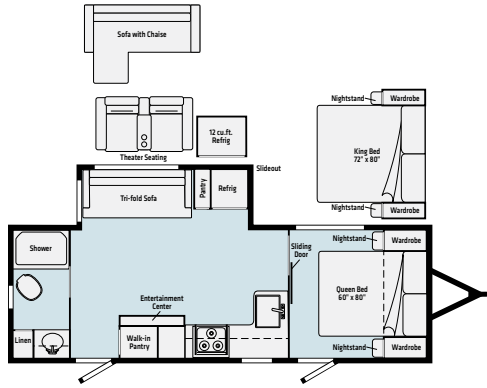 Sofa with Chaise
12 cu.ft.
Refrig
Theater Seating
Nightstand
Wardrobe
King Bed
72" x 80"
Nightstand
Wardrobe
Slideout
Tri-fold Sofa
Pantry
Refrig
Shower
Sliding
Door
Nightstand
Wardrobe
Queen Bed
60" x 80"
Entertainment
Center
Linen
Walk-in
Pantry
Nightstand
Wardrobe